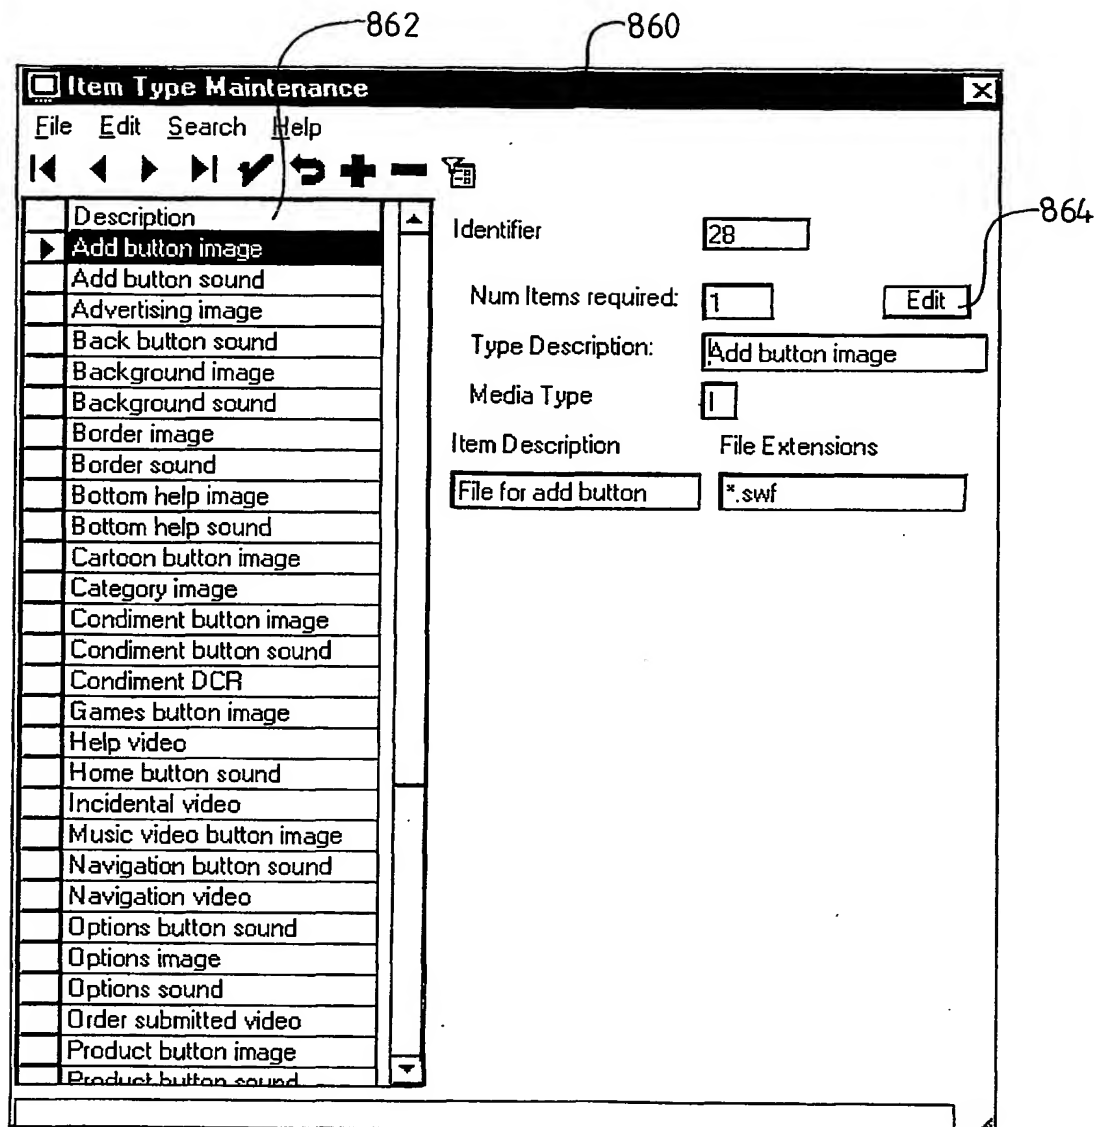 862
860
Item Type Maintenance
File Edit Search Help
Description
Add button image
Add button sound
Advertising image
Back button sound
Background image
Background sound
Border image
Border sound
Bottom help image
Bottom help sound
Cartoon button image
Category image
Condiment button image
Condiment button sound
Condiment DCR
Games button image
Help video
Home button sound
Incidental video
Music video button image
Navigation button sound
Navigation video
Options button sound
Options image
Options sound
Order submitted video
Product button image
Product button sound
Identifier 28
864
Num Items required: 1 Edit
Type Description: Add button image
Media Type I
Item Description File Extensions
File for add button *.swf